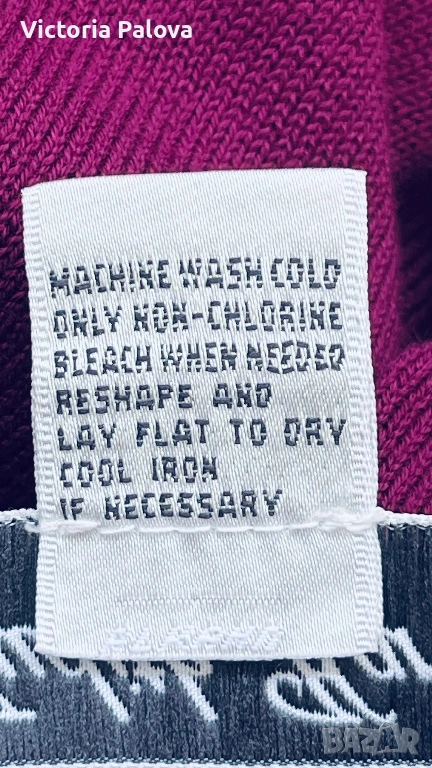 Victoria Palova
MACHINE WASH COLD
ONLY NON-CHLORINE
BLEACH WHEN NEEDED
RESHAPE AND
LAY FLAT TO DRY
COOL IRON
IF NECESSARY
BAZAR